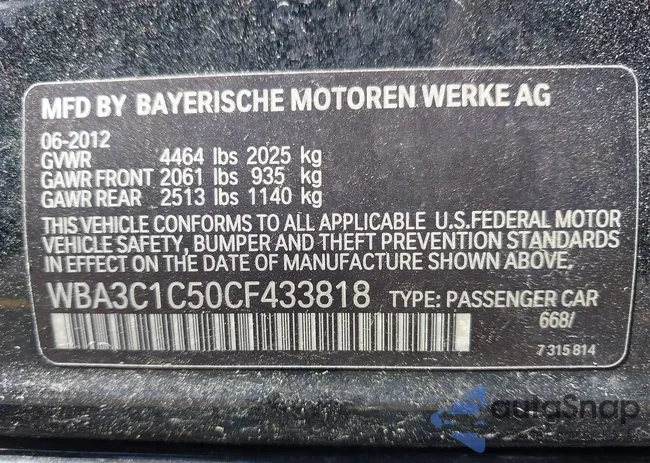 MFD BY BAYERISCHE MOTOREN WERKE AG
06-2012
GVWR 4464 lbs 2025 kg
GAWR FRONT 2061 lbs 935 kg
GAWR REAR 2513 lbs 1140 kg
THIS VEHICLE CONFORMS TO ALL APPLICABLE U.S.FEDERAL MOTOR
VEHICLE SAFETY, BUMPER AND THEFT PREVENTION STANDARDS
IN EFFECT ON THE DATE OF MANUFACTURE SHOWN ABOVE.
WBA3C1C50CF433818 TYPE: PASSENGER CAR
668/
7 315 814
autoSnap